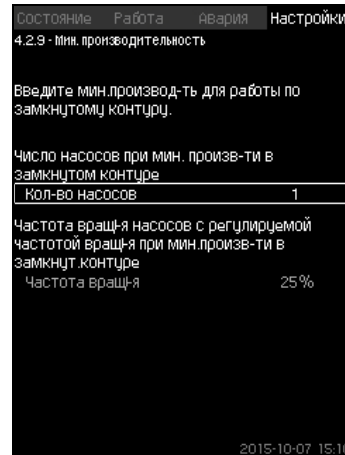 Состояние Работа Авария Настройки
4.2.9 - Мин. производительность
Введите мин.производ-ть для работы по
замкнутому контуру.
Число насосов при мин. произв-ти в
замкнутом контуре
Кол-во насосов 1
Частота вращ-я насосов с регулируемой
частотой вращ-я при мин.произв-ти в
замкнут.контуре
Частота вращ-я 25%
2015-10-07 15:16